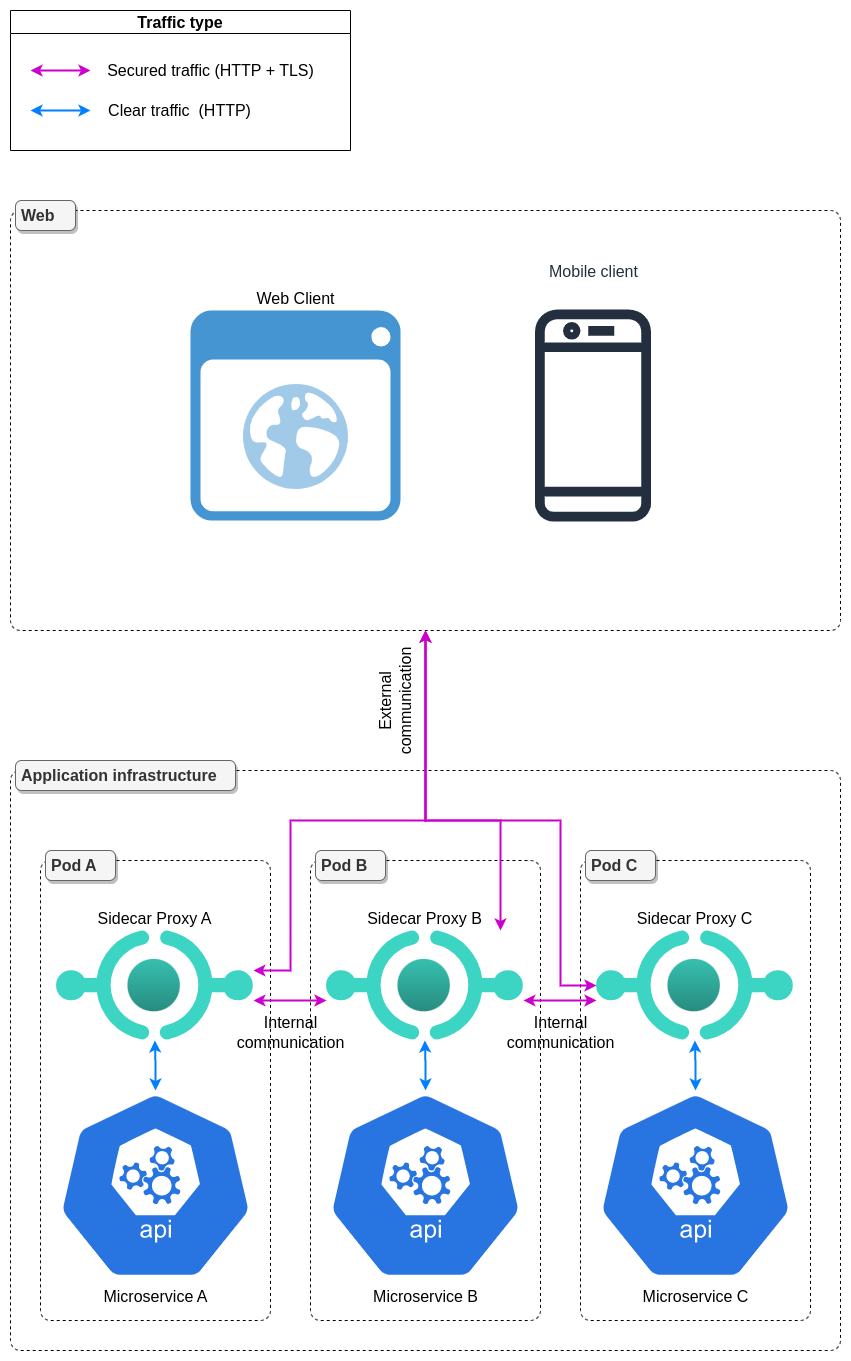 Traffic type
Secured traffic (HTTP + TLS)
Clear traffic  (HTTP)
Web
Mobile client
Web Client
External
communication
Application infrastructure
Pod A
Pod B
Pod C
Sidecar Proxy A
Sidecar Proxy B
Sidecar Proxy C
Internal
communication
Internal
communication
api
api
api
Microservice A
Microservice B
Microservice C